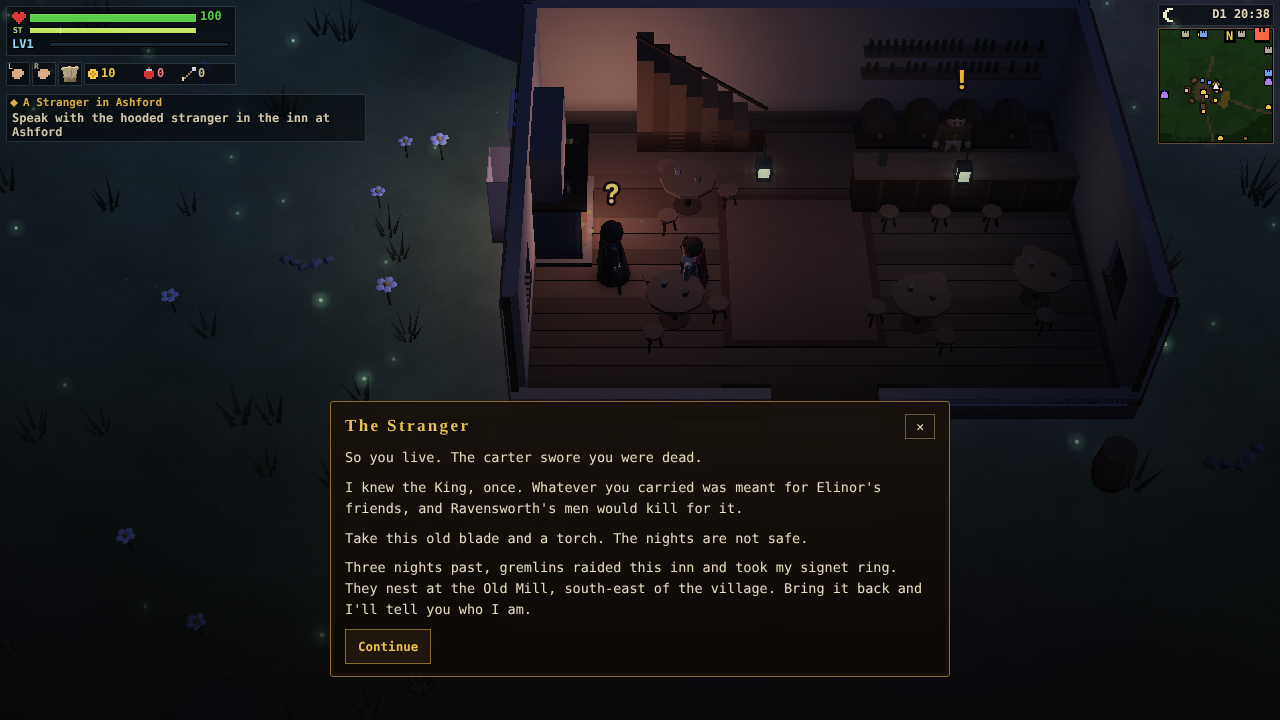 100
ST
LV1
L
R
10
0
0
◆ A Stranger in Ashford
Speak with the hooded stranger in the inn at
Ashford
D1 20:38
N
!
?
The Stranger
×
So you live. The carter swore you were dead.
I knew the King, once. Whatever you carried was meant for Elinor's
friends, and Ravensworth's men would kill for it.
Take this old blade and a torch. The nights are not safe.
Three nights past, gremlins raided this inn and took my signet ring.
They nest at the Old Mill, south-east of the village. Bring it back and
I'll tell you who I am.
Continue